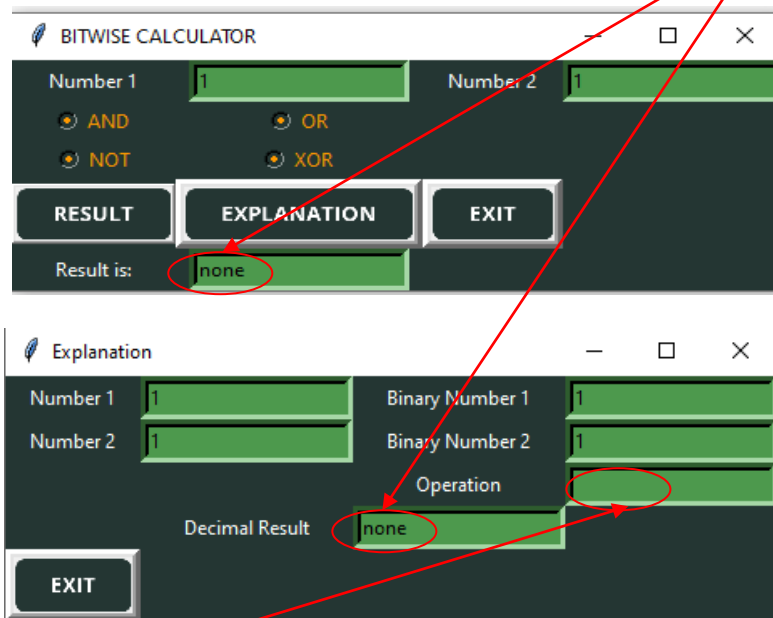 BITWISE CALCULATOR
Number 1 1 Number 2 1
AND OR
NOT XOR
RESULT EXPLANATION EXIT
Result is: none
Explanation
Number 1 1 Binary Number 1 1
Number 2 1 Binary Number 2 1
Operation
Decimal Result none
EXIT